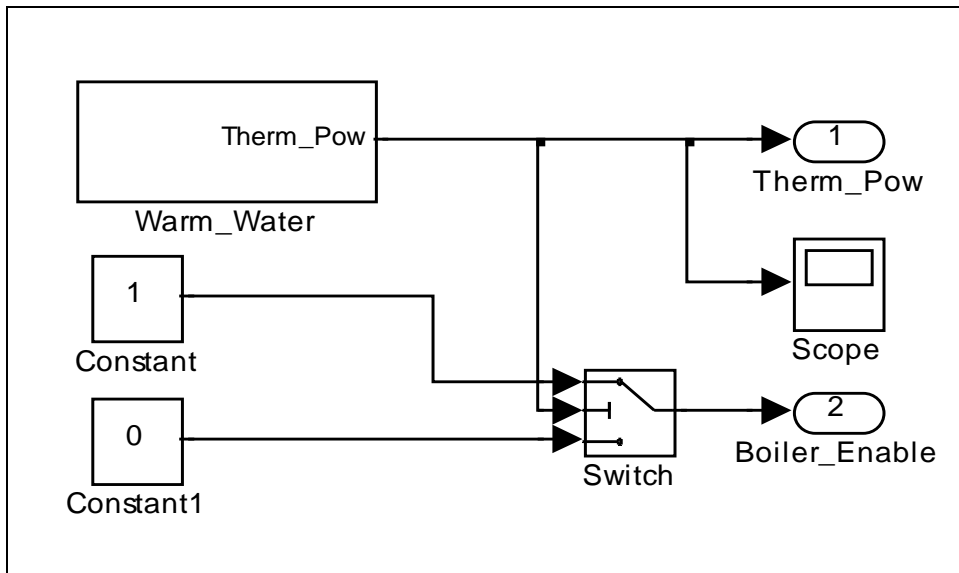 Therm_Pow
Warm_Water
1
Therm_Pow
1
Constant
Scope
0
Constant1
Switch
2
Boiler_Enable